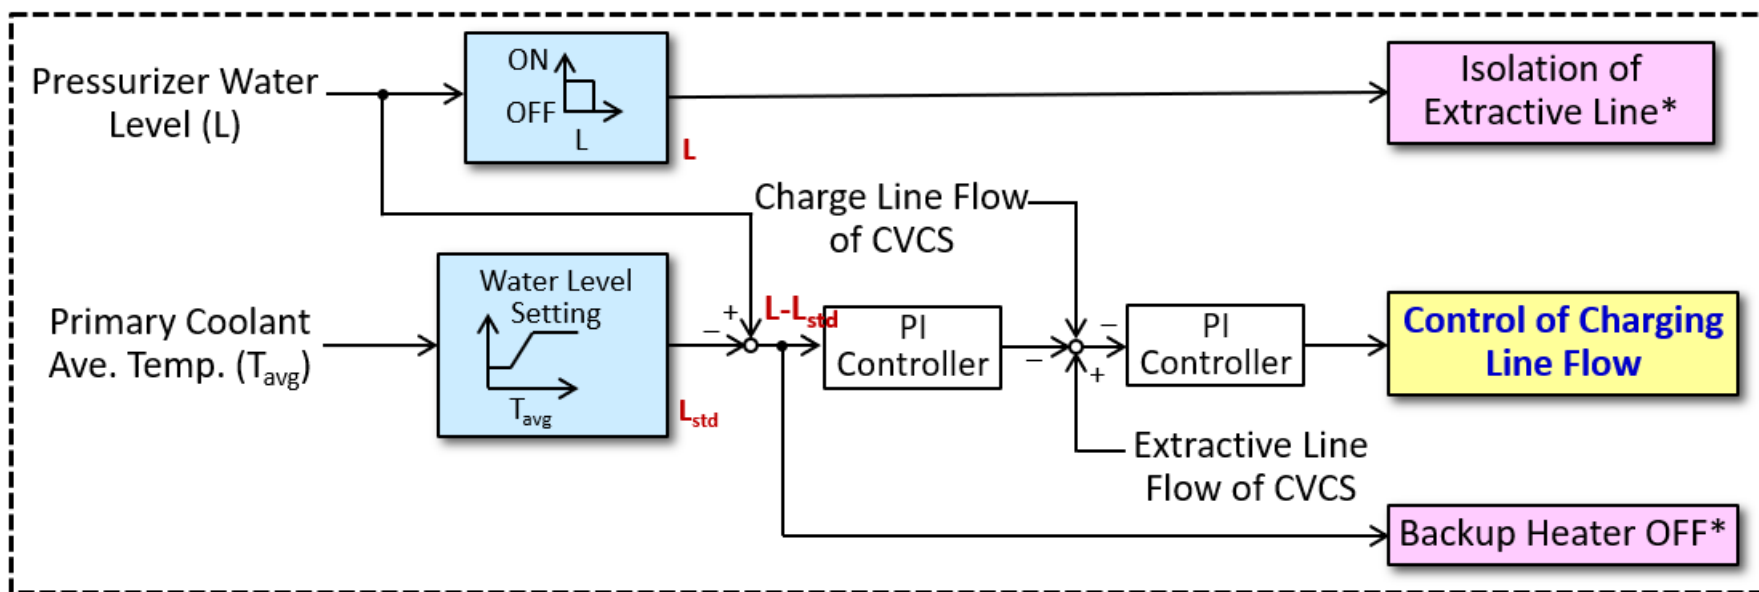 Pressurizer Water
Level (L)
ON
OFF
L
L
Isolation of
Extractive Line*
Charge Line Flow
of CVCS
Primary Coolant
Ave. Temp. (Tavg)
Water Level
Setting
Tavg
Lstd
−
+
L-Lstd
PI
Controller
−
−
+
PI
Controller
Control of Charging
Line Flow
Extractive Line
Flow of CVCS
Backup Heater OFF*